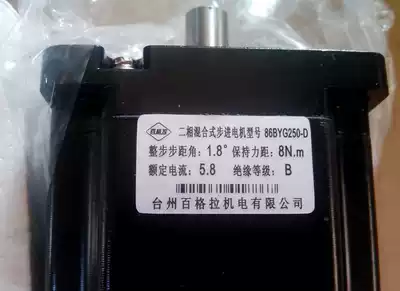 二相混合式步进电机型号 86BYG250-D
整步步距角: 1.8° 保持力距: 8N.m
额定电流: 5.8 绝缘等级: B
台州百格拉机电有限公司